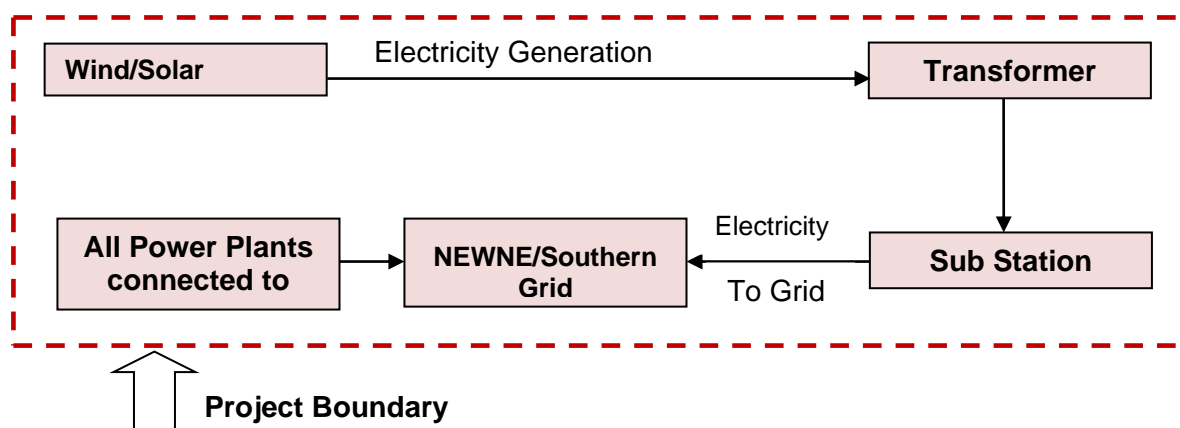 Wind/Solar
Electricity Generation
Transformer
All Power Plants
connected to
NEWNE/Southern
Grid
Electricity
To Grid
Sub Station
Project Boundary